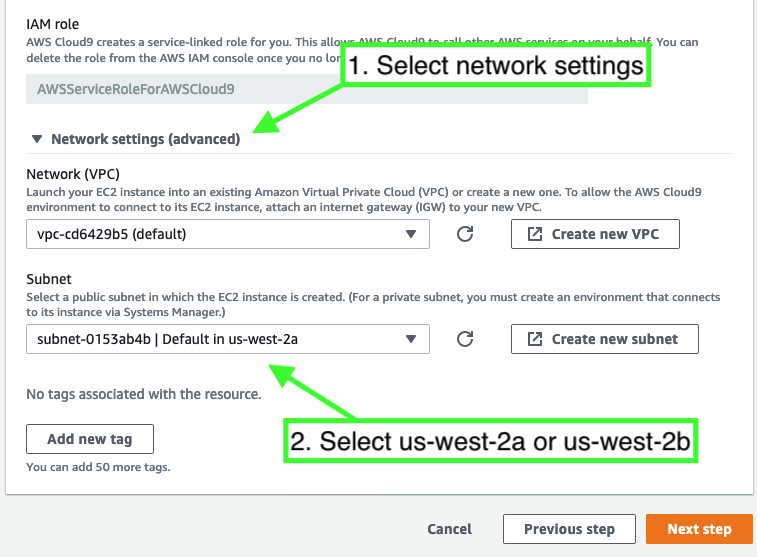 IAM role
AWS Cloud9 creates a service-linked role for you. This allows AWS Cloud9 to call other AWS services on your behalf. You can
delete the role from the AWS IAM console once you no lon
1. Select network settings
AWSServiceRoleForAWSCloud9
▼ Network settings (advanced)
Network (VPC)
Launch your EC2 instance into an existing Amazon Virtual Private Cloud (VPC) or create a new one. To allow the AWS Cloud9
environment to connect to its EC2 instance, attach an internet gateway (IGW) to your new VPC.
vpc-cd6429b5 (default)
Create new VPC
Subnet
Select a public subnet in which the EC2 instance is created. (For a private subnet, you must create an environment that connects
to its instance via Systems Manager.)
subnet-0153ab4b | Default in us-west-2a
Create new subnet
No tags associated with the resource.
Add new tag
2. Select us-west-2a or us-west-2b
You can add 50 more tags.
Cancel
Previous step
Next step